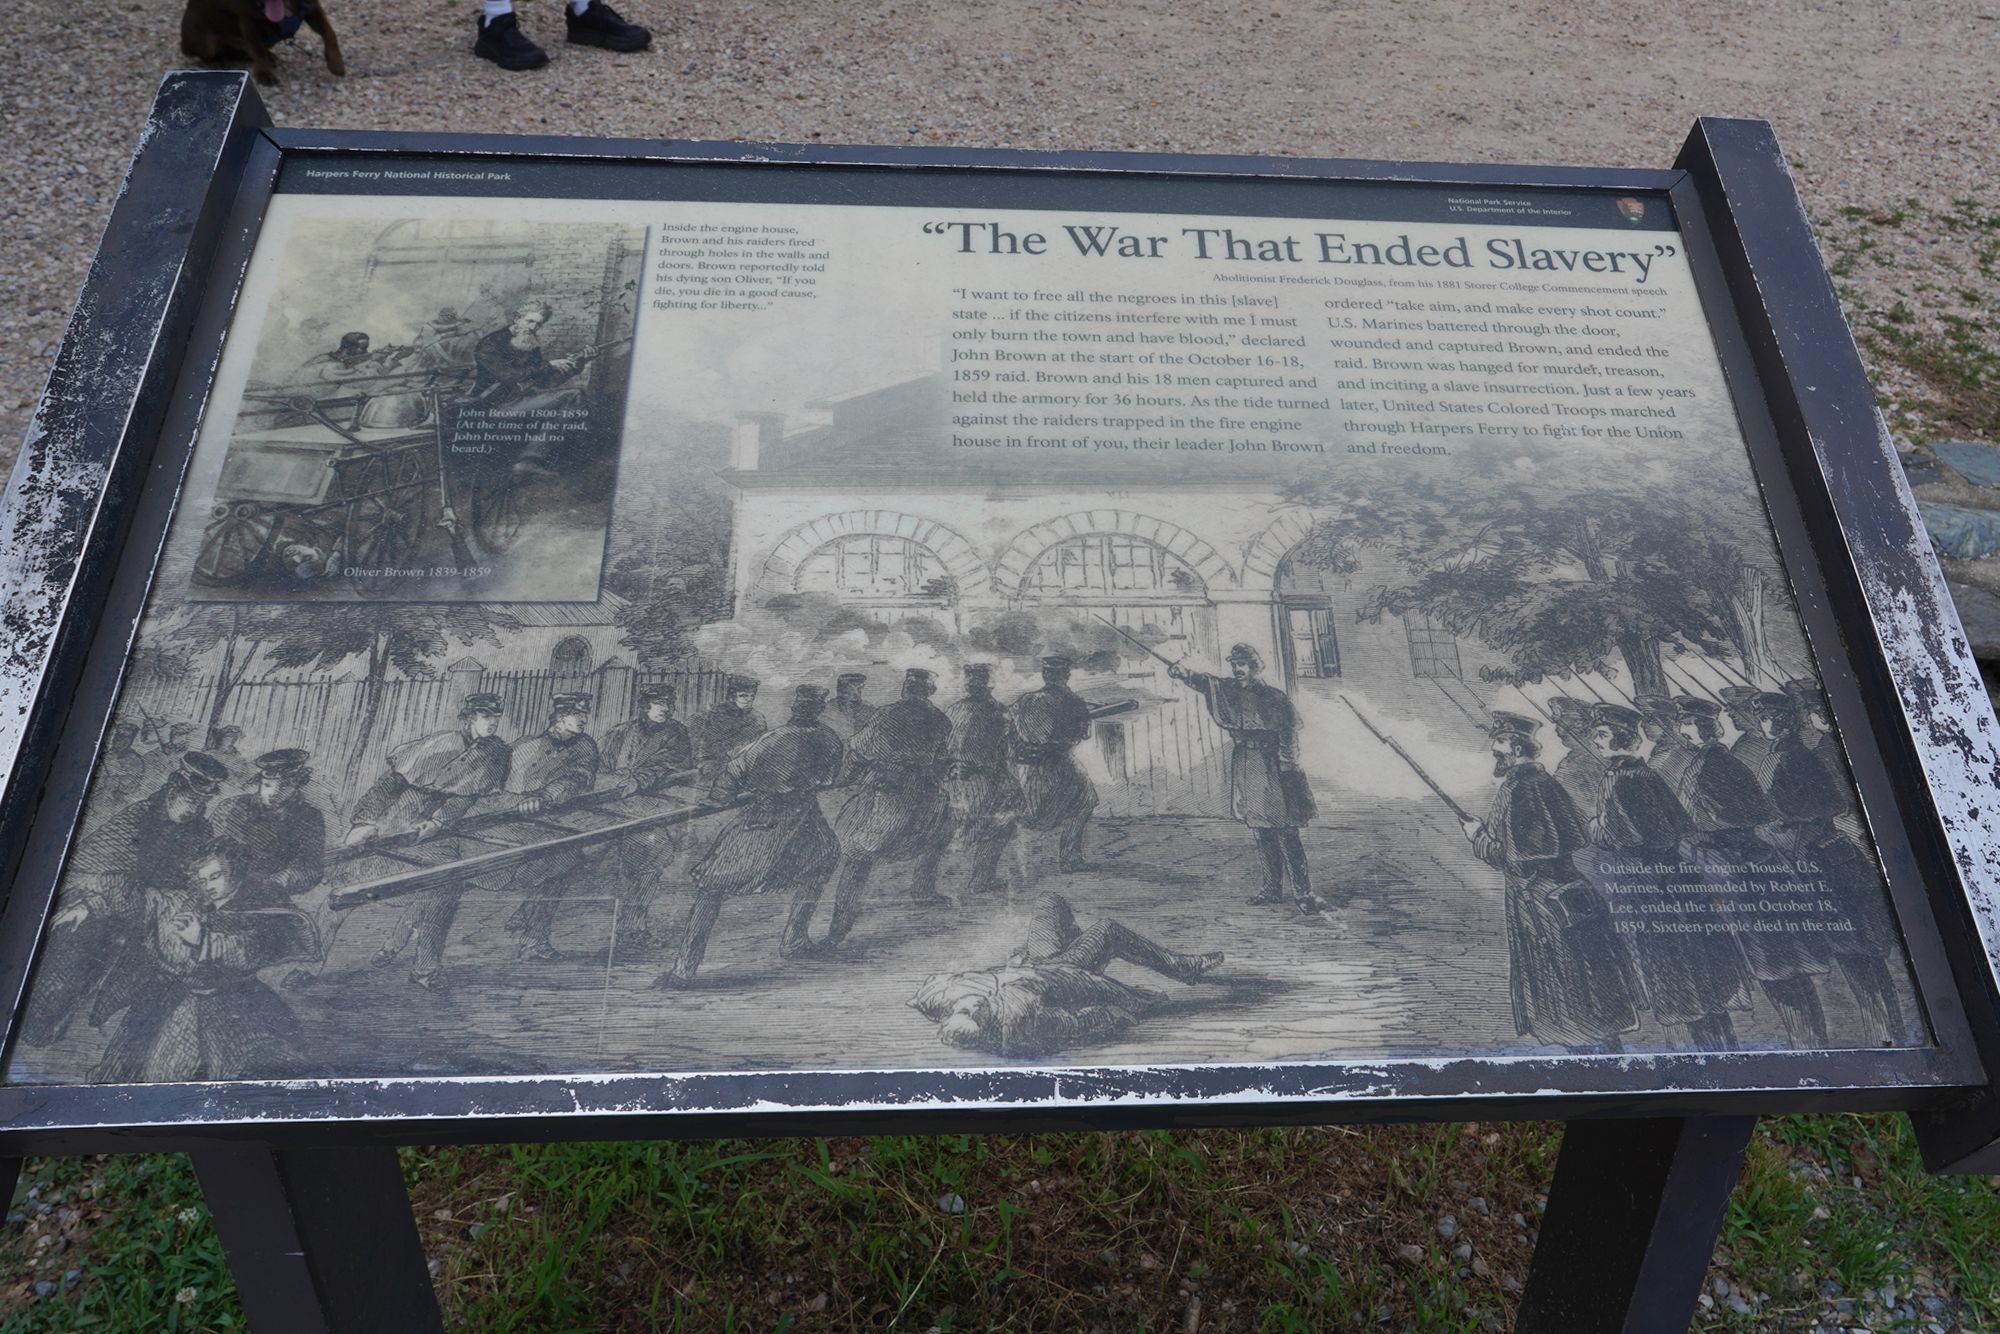 Harpers Ferry National Historical Park
National Park Service
U.S. Department of the Interior
Inside the engine house,
Brown and his raiders fired
through holes in the walls and
doors. Brown reportedly told
his dying son Oliver, “If you
die, you die in a good cause,
fighting for liberty...”
John Brown 1800-1859
(At the time of the raid,
John brown had no
beard.)
Oliver Brown 1839-1859
“The War That Ended Slavery”
Abolitionist Frederick Douglass, from his 1881 Storer College Commencement speech
“I want to free all the negroes in this [slave]
state ... if the citizens interfere with me I must
only burn the town and have blood,” declared
John Brown at the start of the October 16-18,
1859 raid. Brown and his 18 men captured and
held the armory for 36 hours. As the tide turned
against the raiders trapped in the fire engine
house in front of you, their leader John Brown
ordered “take aim, and make every shot count.”
U.S. Marines battered through the door,
wounded and captured Brown, and ended the
raid. Brown was hanged for murder, treason,
and inciting a slave insurrection. Just a few years
later, United States Colored Troops marched
through Harpers Ferry to fight for the Union
and freedom.
Outside the fire engine house, U.S.
Marines, commanded by Robert E.
Lee, ended the raid on October 18,
1859. Sixteen people died in the raid.